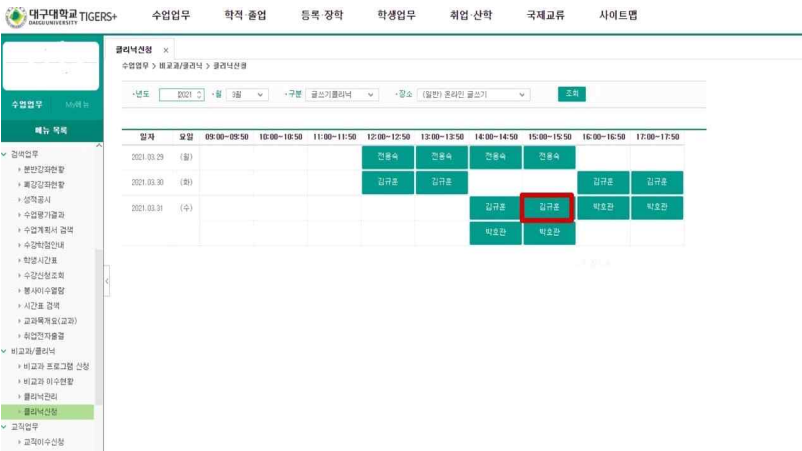 대구대학교 TIGERS+
DAEGU UNIVERSITY
수업업무 학적·졸업 등록·장학 학생업무 취업·산학 국제교류 사이트맵
클리닉신청 ×
수업업무 > 비교과/클리닉 > 클리닉신청
·년도 2021 ·월 3월 ·구분 글쓰기클리닉 ·장소 (일반) 온라인 글쓰기 조회
수업업무 My메뉴
메뉴 목록
검색업무
분반강좌현황
폐강강좌현황
성적공시
수업평가결과
수업계획서 검색
수강학점안내
학생시간표
수강신청조회
봉사이수열람
시간표 검색
교과목개요(교과)
취업전자출결
비교과/클리닉
비교과 프로그램 신청
비교과 이수현황
클리닉관리
클리닉신청
교직업무
교직이수신청
일자 요일 09:00~09:50 10:00~10:50 11:00~11:50 12:00~12:50 13:00~13:50 14:00~14:50 15:00~15:50 16:00~16:50 17:00~17:50
2021.03.29 (월) 전용숙 전용숙 전용숙 전용숙
2021.03.30 (화) 김규훈 김규훈 김규훈 김규훈
2021.03.31 (수) 김규훈 김규훈 박호관 박호관
박호관 박호관